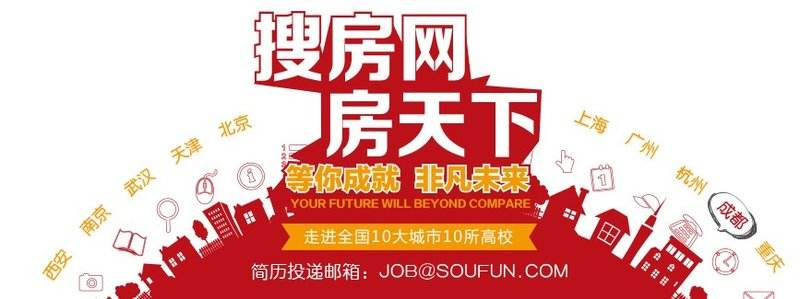 搜房网
房天下
等你成就 非凡未来
YOUR FUTURE WILL BEYOND COMPARE
走进全国10大城市10所高校
简历投递邮箱：JOB@SOUFUN.COM
西安
南京
武汉
天津
北京
上海
广州
杭州
成都
重庆
1